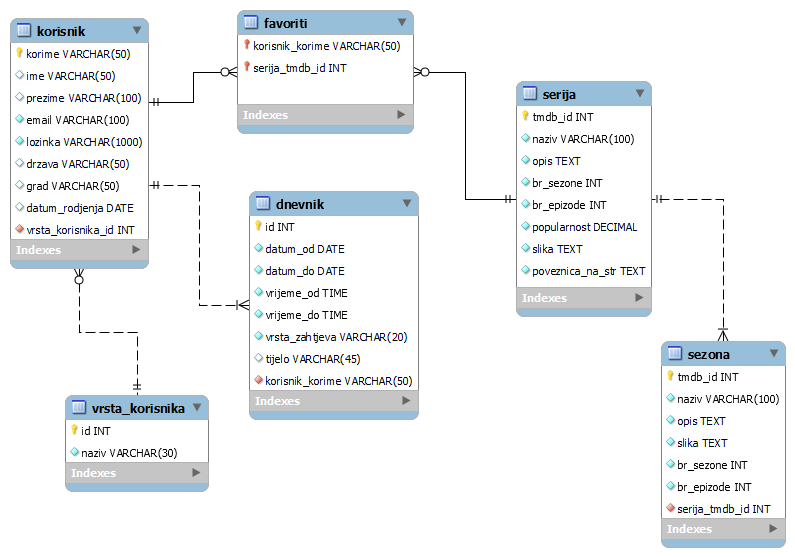 korisnik
korime VARCHAR(50)
ime VARCHAR(50)
prezime VARCHAR(100)
email VARCHAR(100)
lozinka VARCHAR(1000)
drzava VARCHAR(50)
grad VARCHAR(50)
datum_rodjenja DATE
vrsta_korisnika_id INT
Indexes
favoriti
korisnik_korime VARCHAR(50)
serija_tmdb_id INT
Indexes
serija
tmdb_id INT
naziv VARCHAR(100)
opis TEXT
br_sezone INT
br_epizode INT
popularnost DECIMAL
slika TEXT
poveznica_na_str TEXT
Indexes
dnevnik
id INT
datum_od DATE
datum_do DATE
vrijeme_od TIME
vrijeme_do TIME
vrsta_zahtjeva VARCHAR(20)
tijelo VARCHAR(45)
korisnik_korime VARCHAR(50)
Indexes
vrsta_korisnika
id INT
naziv VARCHAR(30)
Indexes
sezona
tmdb_id INT
naziv VARCHAR(100)
opis TEXT
slika TEXT
br_sezone INT
br_epizode INT
serija_tmdb_id INT
Indexes